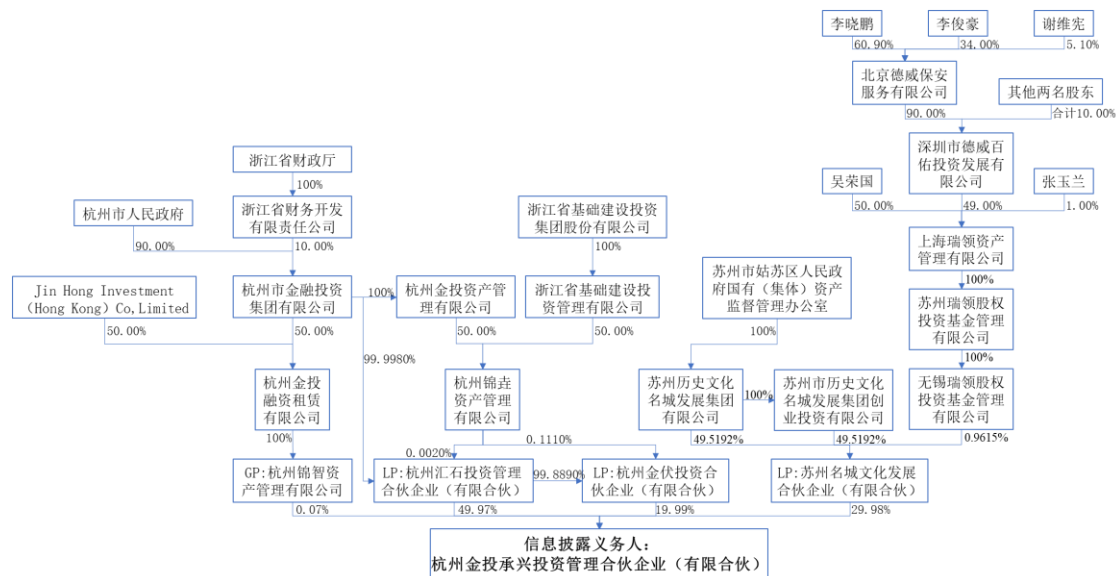 李晓鹏
李俊豪
谢维宪
60.90%
34.00%
5.10%
北京德威保安
服务有限公司
其他两名股东
90.00%
合计10.00%
浙江省财政厅
深圳市德威百
佑投资发展有
限公司
100%
吴荣国
张玉兰
杭州市人民政府
浙江省财务开发
有限责任公司
浙江省基础建设投资
集团股份有限公司
50.00%
49.00%
1.00%
90.00%
10.00%
100%
上海瑞领资产
管理有限公司
Jin Hong Investment
(Hong Kong) Co,Limited
杭州市金融投资
集团有限公司
100%
杭州金投资产管
理有限公司
浙江省基础建设投
资管理有限公司
苏州市姑苏区人民政
府国有（集体）资产
监督管理办公室
100%
苏州瑞领股权
投资基金管理
有限公司
50.00%
50.00%
50.00%
50.00%
100%
99.9980%
100%
杭州金投
融资租赁
有限公司
杭州锦垚
资产管理
有限公司
苏州历史文化
名城发展集团
有限公司
100%
苏州市历史文化
名城发展集团创
业投资有限公司
无锡瑞领股权
投资基金管理
有限公司
100%
0.0020%
0.1110%
49.5192%
49.5192%
0.9615%
GP:杭州锦智资
产管理有限公司
LP:杭州汇石投资管理
合伙企业（有限合伙）
99.8890%
LP:杭州金伏投资合
伙企业（有限合伙）
LP:苏州名城文化发展
合伙企业（有限合伙）
0.07%
49.97%
19.99%
29.98%
信息披露义务人：
杭州金投承兴投资管理合伙企业（有限合伙）